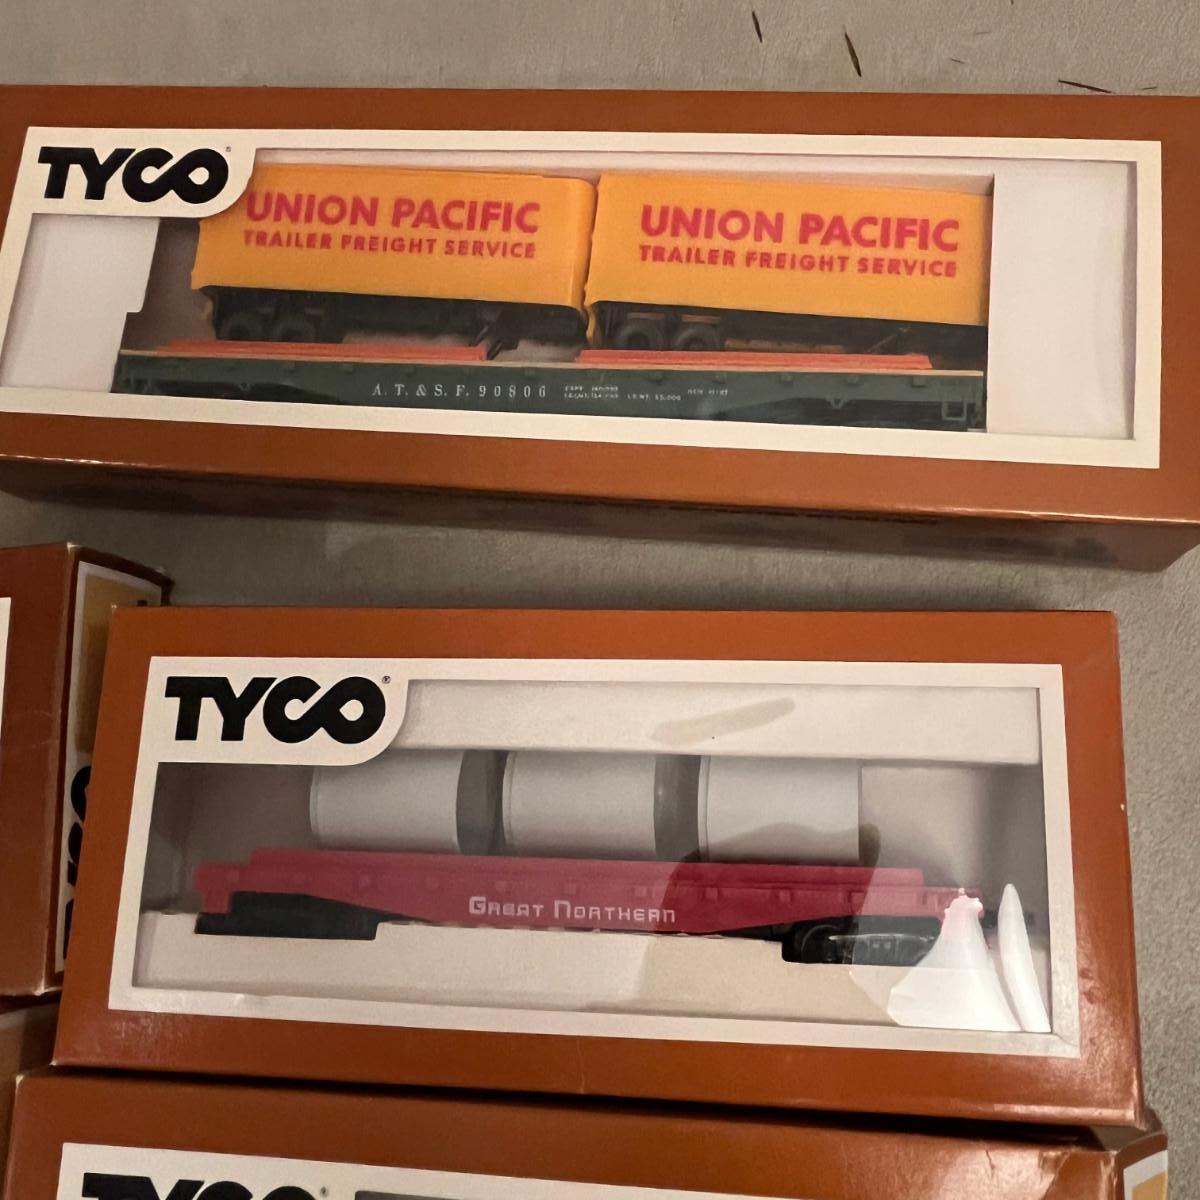 TYCO®
UNION PACIFIC
TRAILER FREIGHT SERVICE
UNION PACIFIC
TRAILER FREIGHT SERVICE
A.T. & S.F. 90806
TYCO®
GREAT NORTHERN
TYCO®